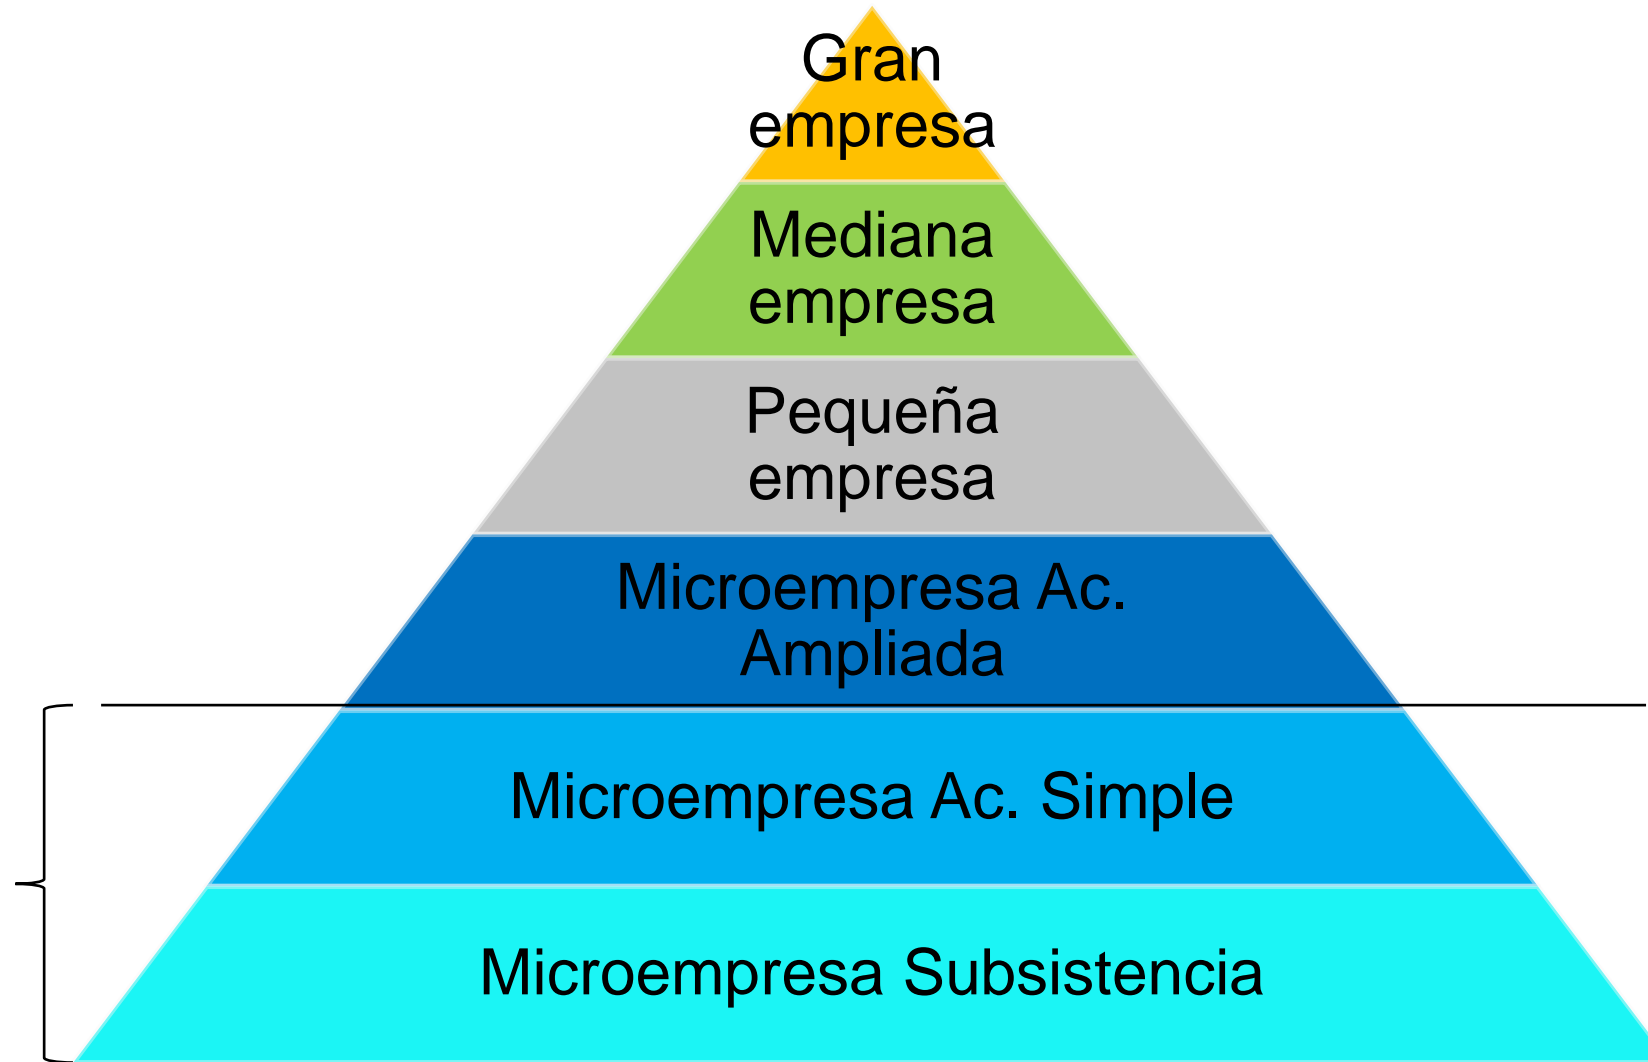 Gran
empresa
Mediana
empresa
Pequeña
empresa
Microempresa Ac.
Ampliada
Microempresa Ac. Simple
Microempresa Subsistencia